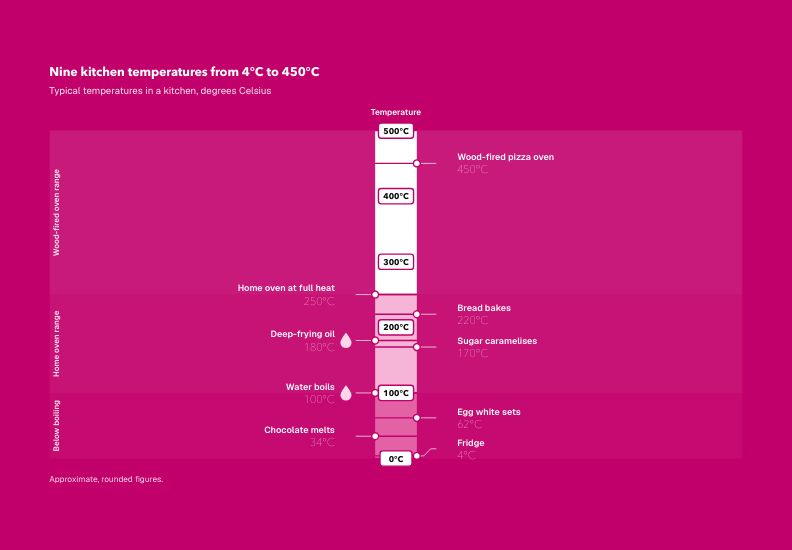 Nine kitchen temperatures from 4°C to 450°C
Typical temperatures in a kitchen, degrees Celsius
Temperature
500°C
Wood-fired pizza oven
450°C
Wood-fired oven range
400°C
300°C
Home oven at full heat
250°C
Bread bakes
220°C
Home oven range
200°C
Deep-frying oil
180°C
Sugar caramelises
170°C
Water boils
100°C
100°C
Below boiling
Egg white sets
62°C
Chocolate melts
34°C
Fridge
4°C
0°C
Approximate, rounded figures.